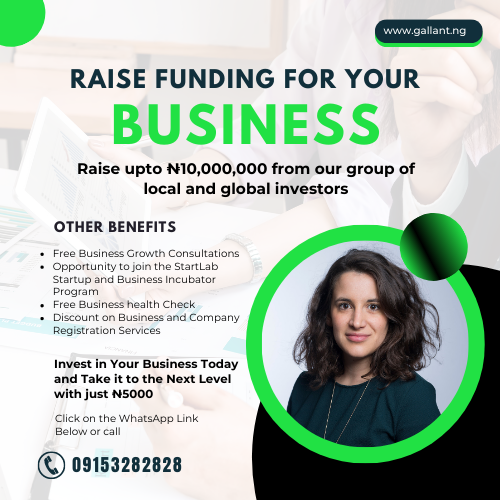 www.gallant.ng
RAISE FUNDING FOR YOUR
BUSINESS
Raise upto ₦10,000,000 from our group of
local and global investors
OTHER BENEFITS
• Free Business Growth Consultations
• Opportunity to join the StartLab
Startup and Business Incubator
Program
• Free Business health Check
• Discount on Business and Company
Registration Services
Invest in Your Business Today
and Take it to the Next Level
with just ₦5000
Click on the WhatsApp Link
Below or call
09153282828